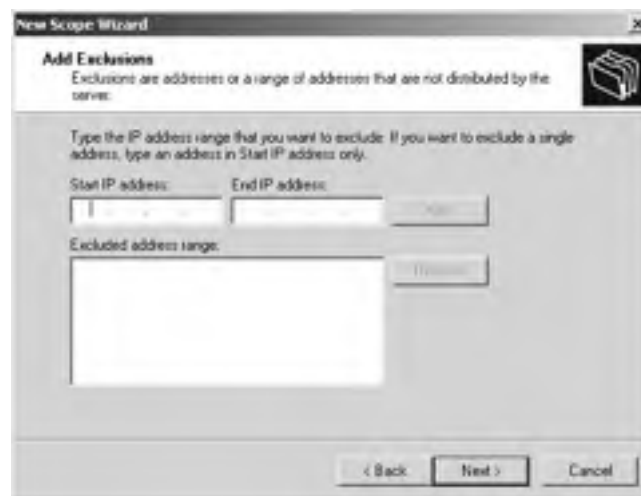 New Scope Wizard
Add Exclusions
Exclusions are addresses or a range of addresses that are not distributed by the
server.
Type the IP address range that you want to exclude. If you want to exclude a single
address, type an address in Start IP address only.
Start IP address: End IP address:
Add
Excluded address range:
Remove
< Back Next > Cancel